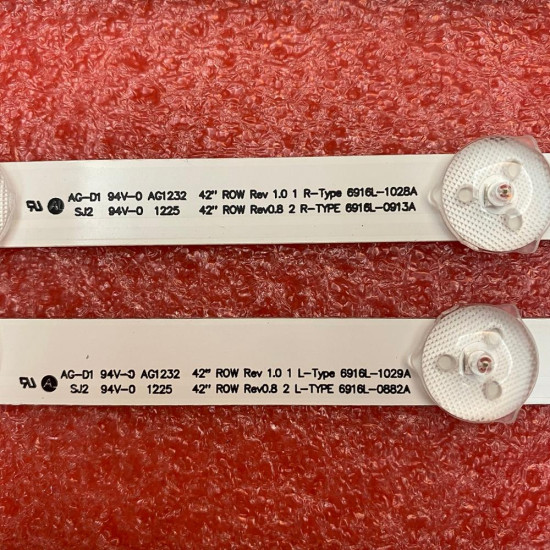 AG-D1 94V-0 AG1232 42" ROW Rev 1.0 1 R-Type 6916L-1028A
SJ2 94V-0 1225 42" ROW Rev0.8 2 R-TYPE 6916L-0913A
AG-D1 94V-0 AG1232 42" ROW Rev 1.0 1 L-Type 6916L-1029A
SJ2 94V-0 1225 42" ROW Rev0.8 2 L-TYPE 6916L-0882A